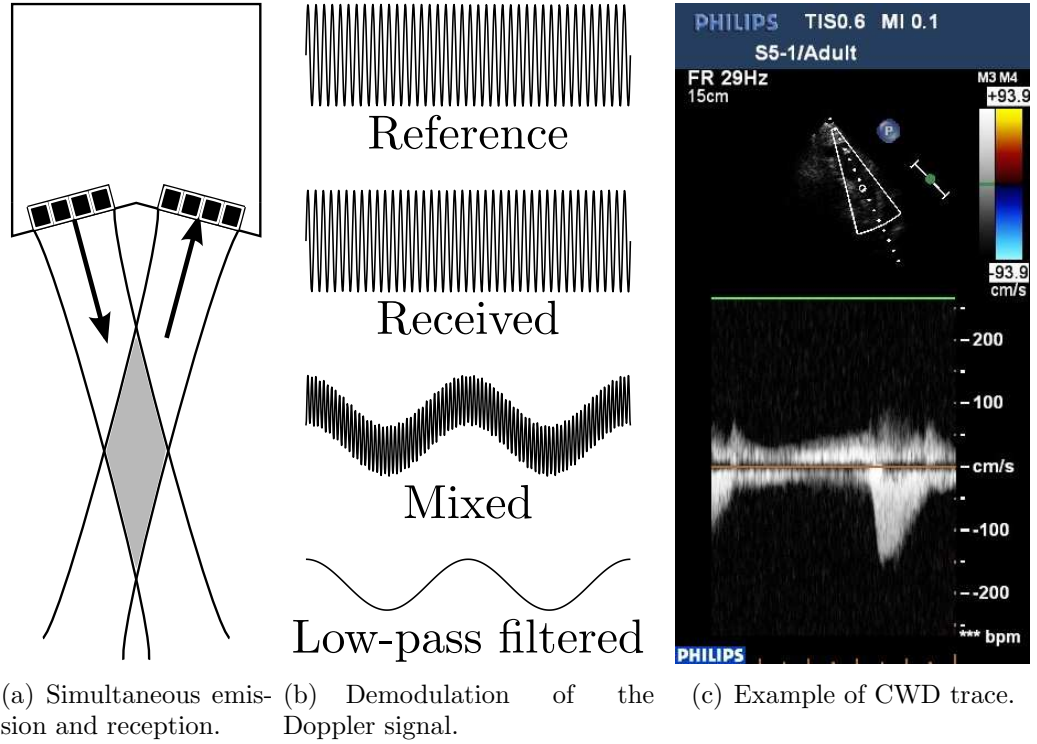 Reference
Received
Mixed
Low-pass filtered
PHILIPS TIS0.6 MI 0.1
S5-1/Adult
FR 29Hz
15cm
M3 M4
+93.9
P
-93.9
cm/s
200
100
cm/s
-100
-200
*** bpm
PHILIPS
(a) Simultaneous emis-
sion and reception.
(b) Demodulation of the
Doppler signal.
(c) Example of CWD trace.